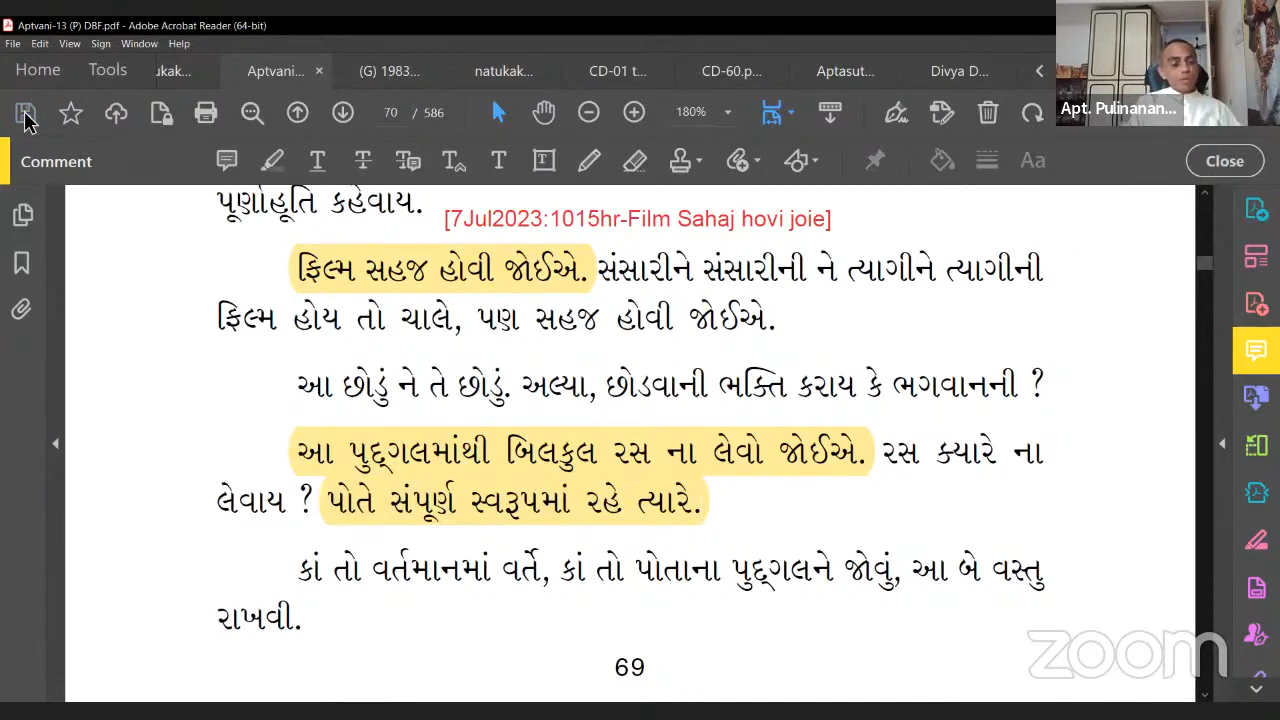 Aptvani-13 (P) DBF.pdf - Adobe Acrobat Reader (64-bit)
File Edit View Sign Window Help
Home Tools ukak... Aptvani... × (G) 1983... natukak... CD-01 t... CD-60.p... Aptasut... Divya D...
70 / 586 180%
Apt. Pulinanan...
Comment Aa Close
પૂર્ણાહૂતિ કહેવાય.
[7Jul2023:1015hr-Film Sahaj hovi joie]
ફિલ્મ સહજ હોવી જોઈએ. સંસારીને સંસારીની ને ત્યાગીને ત્યાગીની
ફિલ્મ હોય તો ચાલે, પણ સહજ હોવી જોઈએ.
આ છોડું ને તે છોડું. અલ્યા, છોડવાની ભક્તિ કરાય કે ભગવાનની ?
આ પુદ્ગલમાંથી બિલકુલ રસ ના લેવો જોઈએ. રસ ક્યારે ના
લેવાય ? પોતે સંપૂર્ણ સ્વરૂપમાં રહે ત્યારે.
કાં તો વર્તમાનમાં વર્તે, કાં તો પોતાના પુદ્ગલને જોવું, આ બે વસ્તુ
રાખવી.
69
zoom